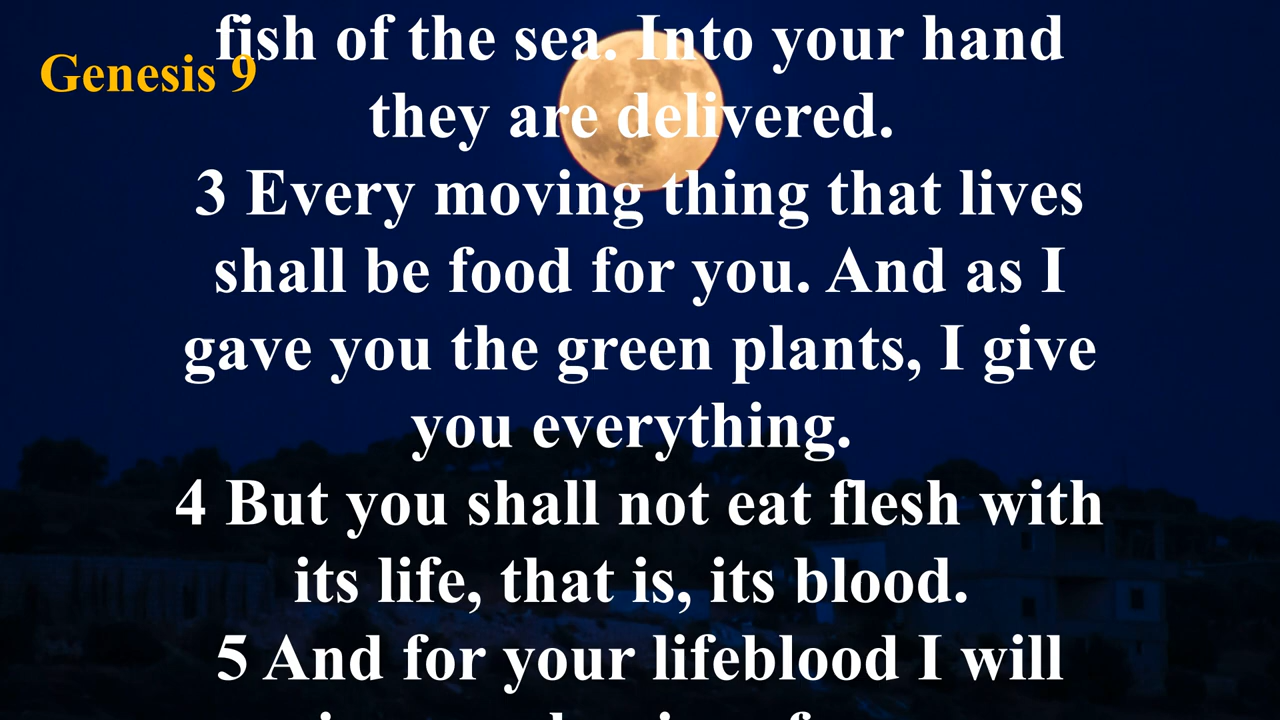 fish of the sea. Into your hand
Genesis 9
they are delivered.
3 Every moving thing that lives
shall be food for you. And as I
gave you the green plants, I give
you everything.
4 But you shall not eat flesh with
its life, that is, its blood.
5 And for your lifeblood I will